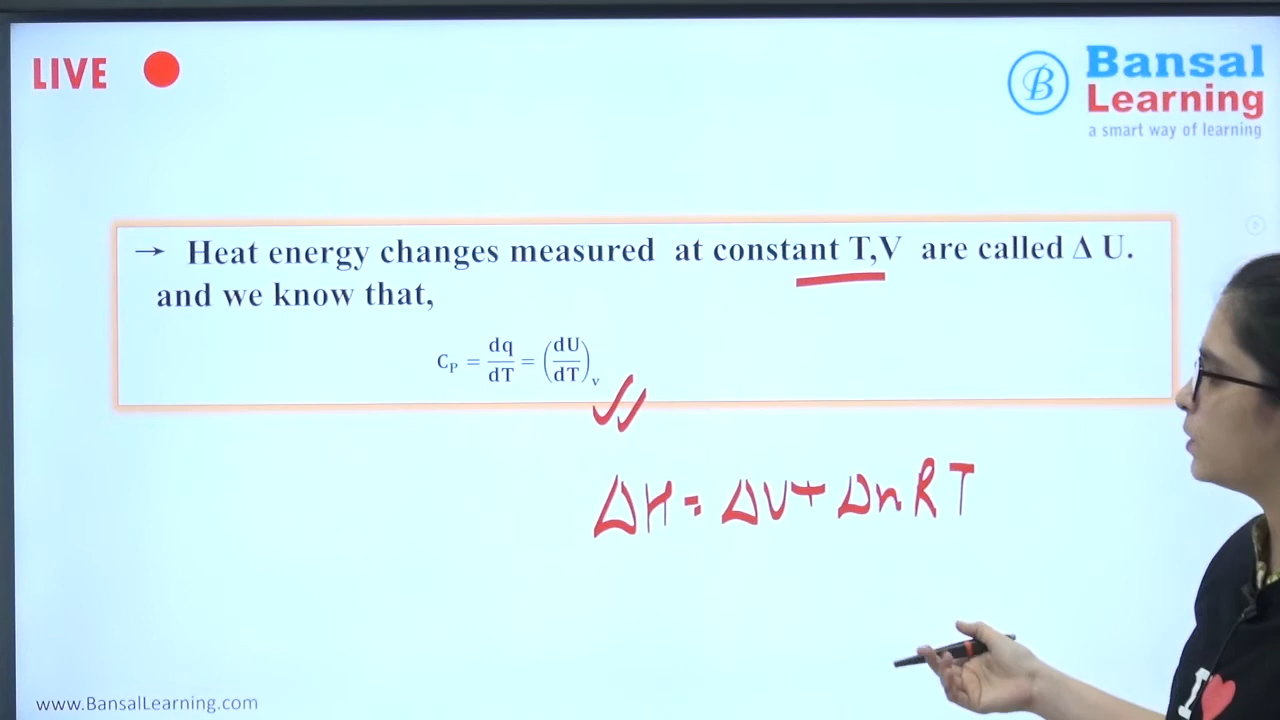 LIVE
B
Bansal
Learning
a smart way of learning
→ Heat energy changes measured at constant T,V are called Δ U.
and we know that,
C_P = dq/dT = (dU/dT)_v
ΔH = ΔU + ΔnRT
I ♥
www.BansalLearning.com